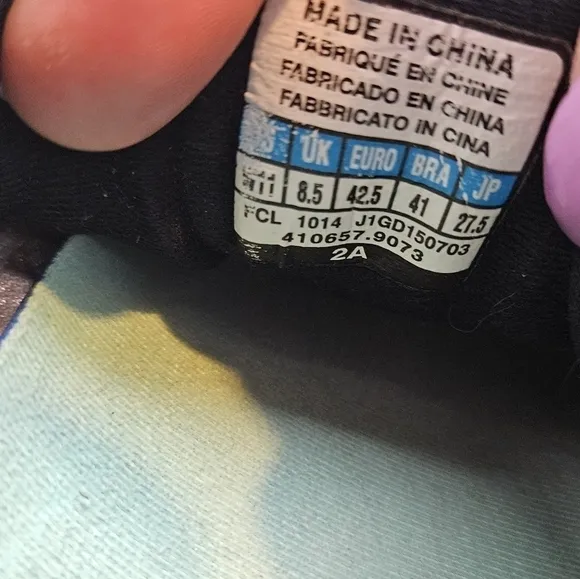 MADE IN CHINA
FABRIQUÉ EN CHINE
FABRICADO EN CHINA
FABBRICATO IN CINA
UK EURO BRA JP
11 8.5 42.5 41 27.5
FCL 1014 J1GD150703
410657.9073
2A